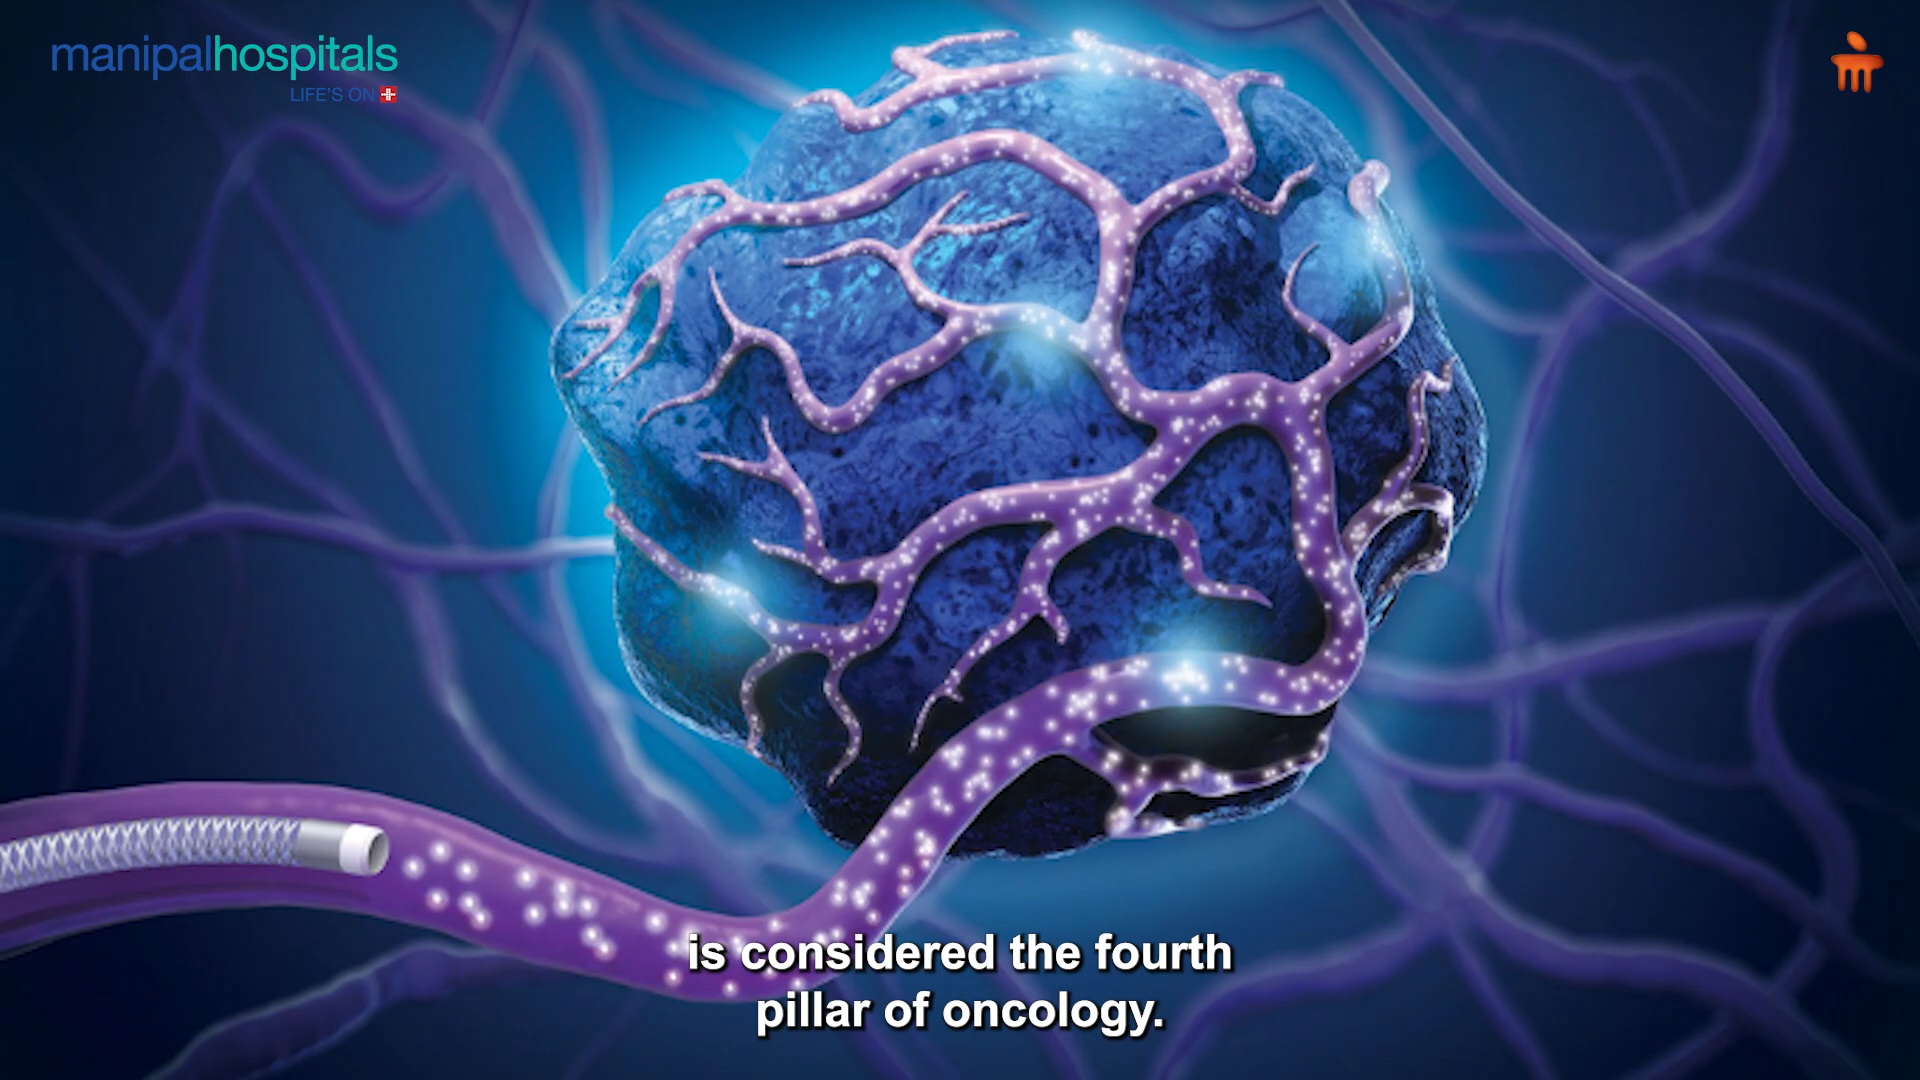 manipalhospitals
LIFE'S ON
is considered the fourth
pillar of oncology.